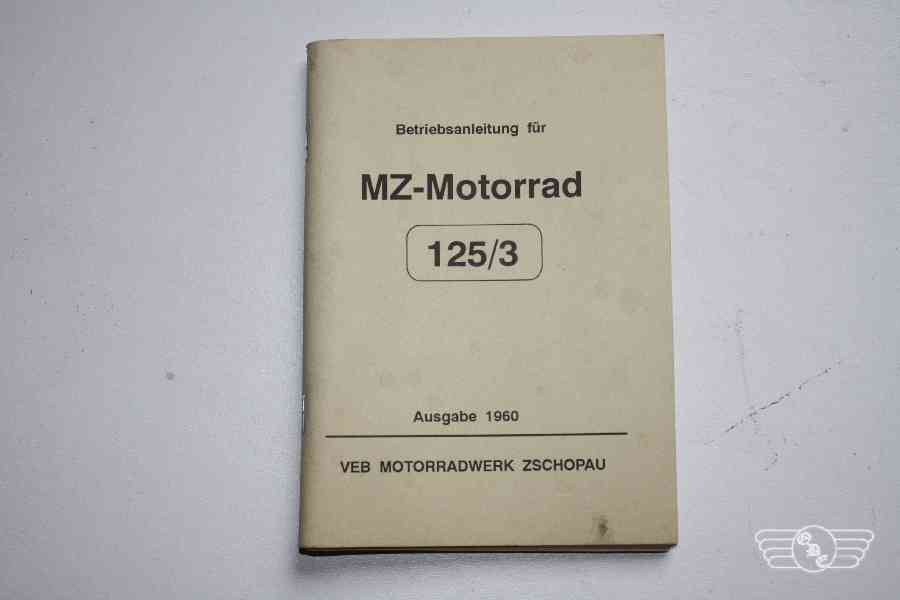 Betriebsanleitung für
MZ-Motorrad
125/3
Ausgabe 1960
VEB MOTORRADWERK ZSCHOPAU